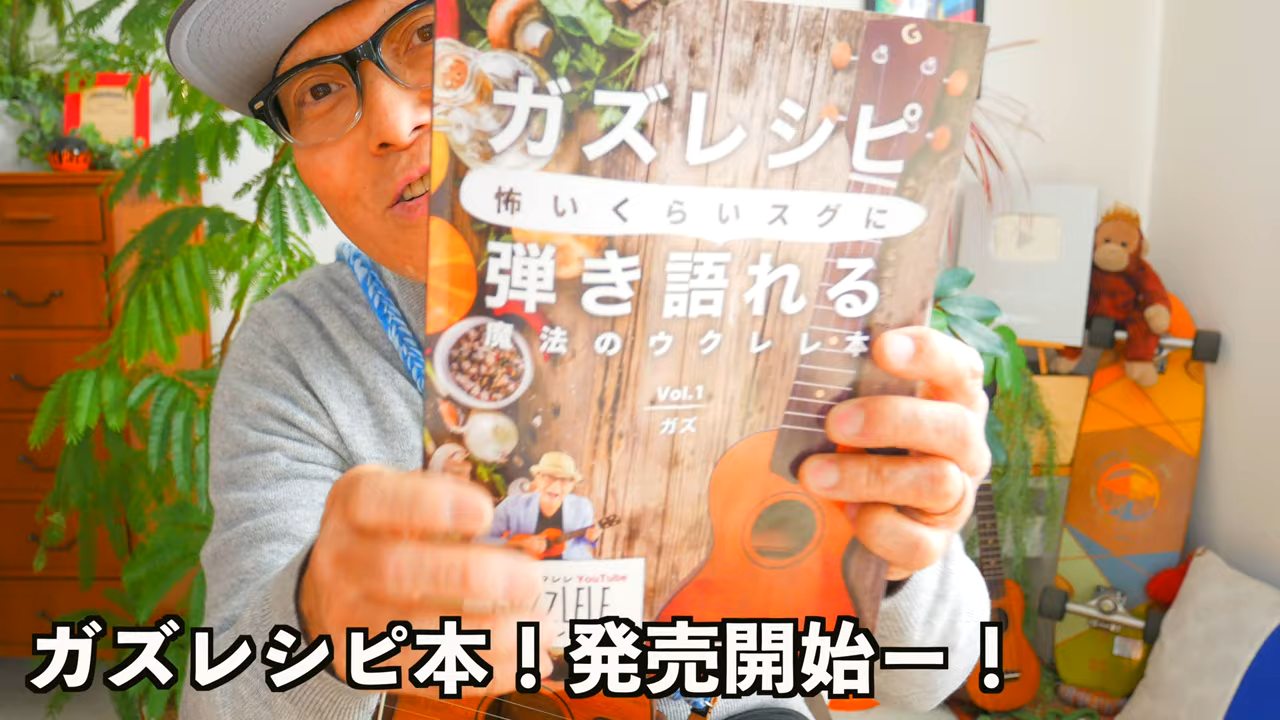 ガズレシピ
怖いくらいスグに
弾き語れる
魔法のウクレレ本
Vol.1
ガズ
YouTube
ガズレシピ本！発売開始ー！